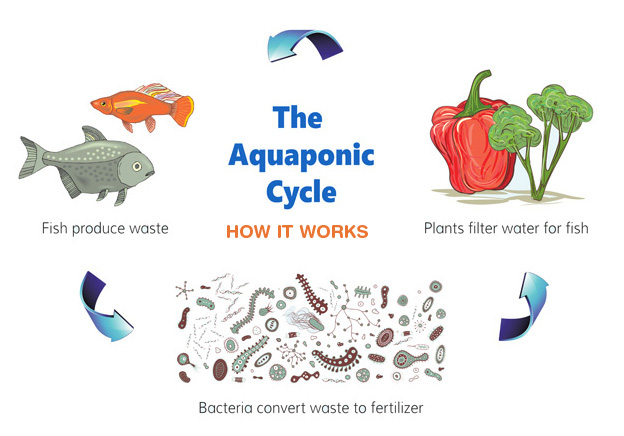 The
Aquaponic
Cycle
HOW IT WORKS
Fish produce waste
Plants filter water for fish
Bacteria convert waste to fertilizer